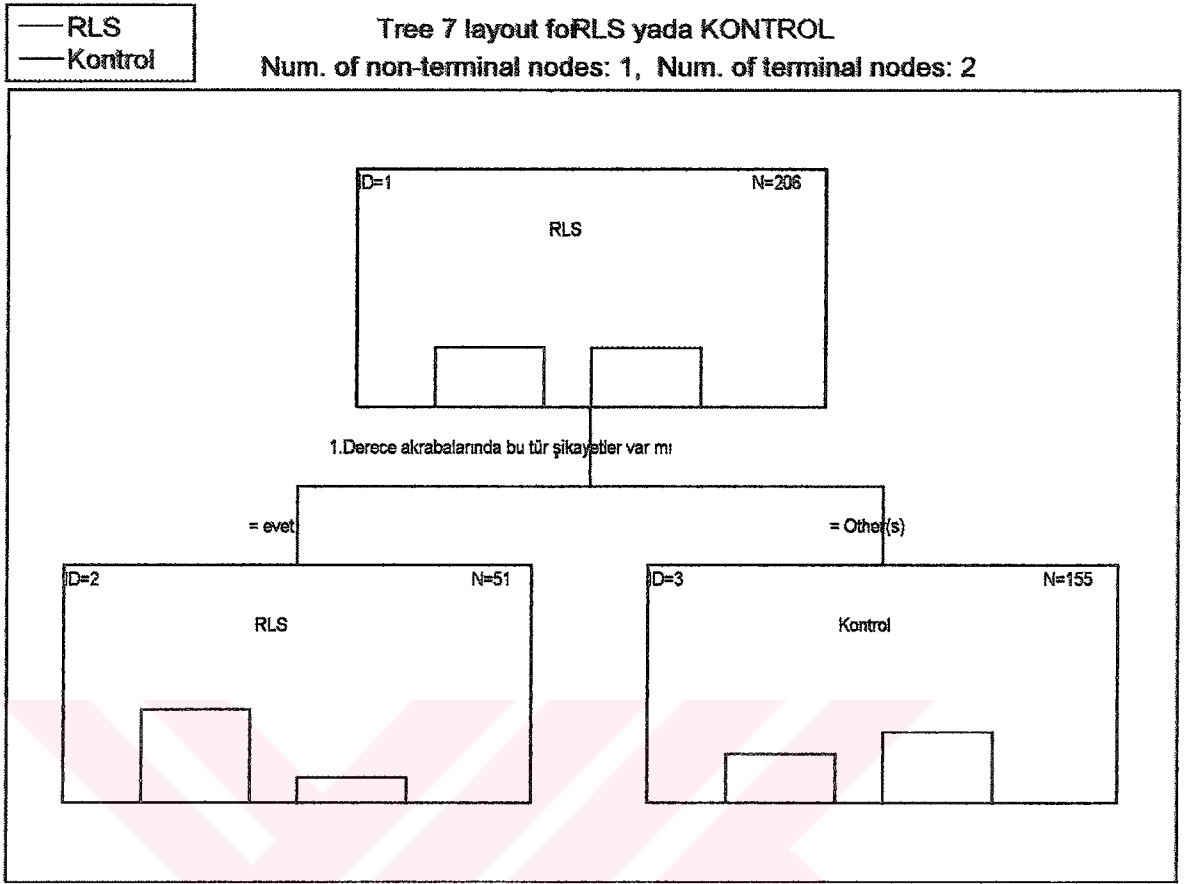 RLS
Kontrol
Tree 7 layout foRLS yada KONTROL
Num. of non-terminal nodes: 1, Num. of terminal nodes: 2
ID=1 N=206
RLS
1.Derece akrabalarında bu tür şikayetler var mı
= evet = Other(s)
ID=2 N=51
RLS
ID=3 N=155
Kontrol